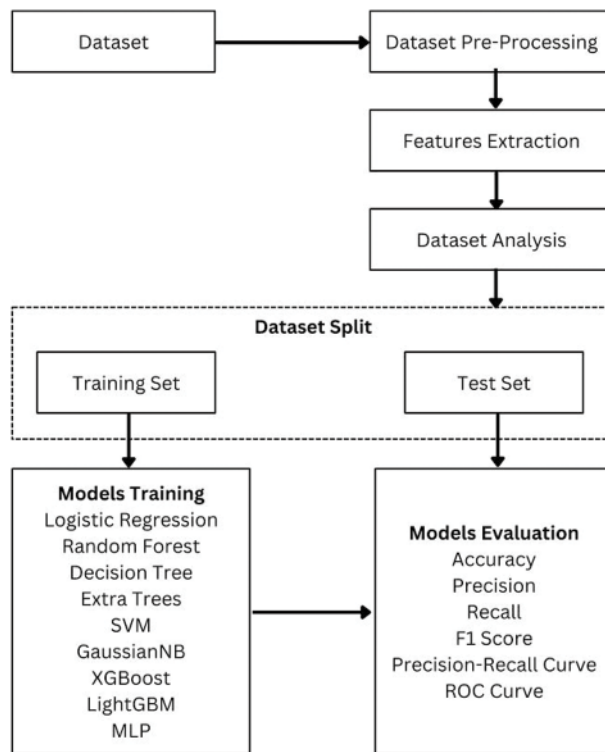 Dataset
Dataset Pre-Processing
Features Extraction
Dataset Analysis
Dataset Split
Training Set
Test Set
Models Training
Logistic Regression
Random Forest
Decision Tree
Extra Trees
SVM
GaussianNB
XGBoost
LightGBM
MLP
Models Evaluation
Accuracy
Precision
Recall
F1 Score
Precision-Recall Curve
ROC Curve